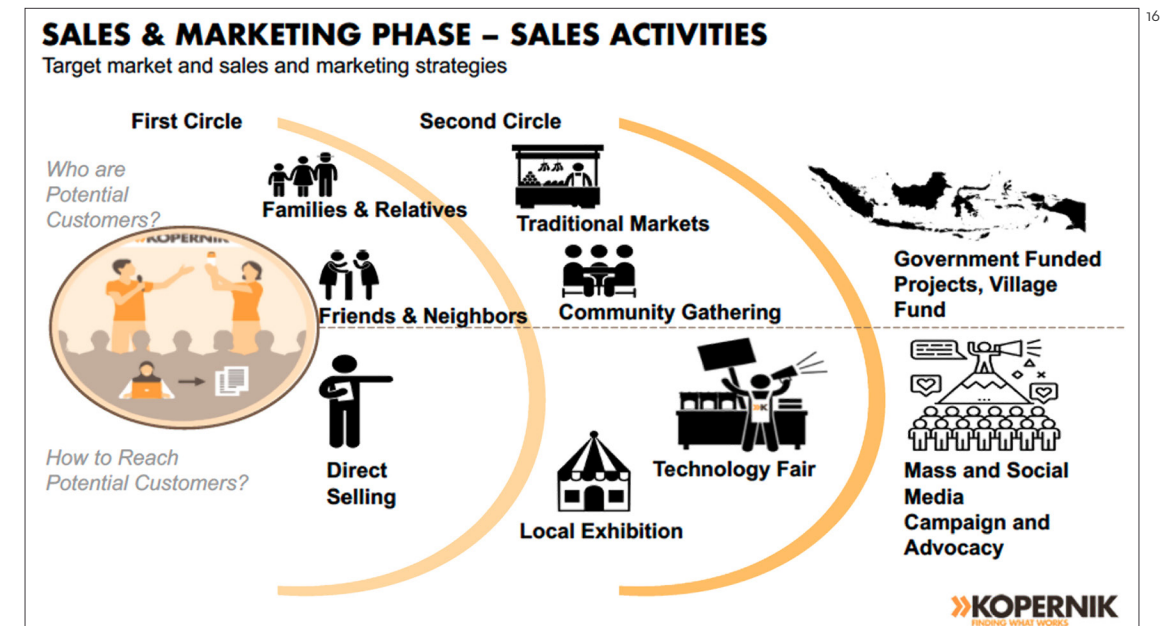 16
SALES & MARKETING PHASE – SALES ACTIVITIES
Target market and sales and marketing strategies
First Circle
Second Circle
Who are
Potential
Customers?
Families & Relatives
Traditional Markets
Government Funded
Projects, Village
Fund
KOPERNIK
Friends & Neighbors
Community Gathering
How to Reach
Potential Customers?
Direct
Selling
Technology Fair
Local Exhibition
Mass and Social
Media
Campaign and
Advocacy
KOPERNIK
FINDING WHAT WORKS